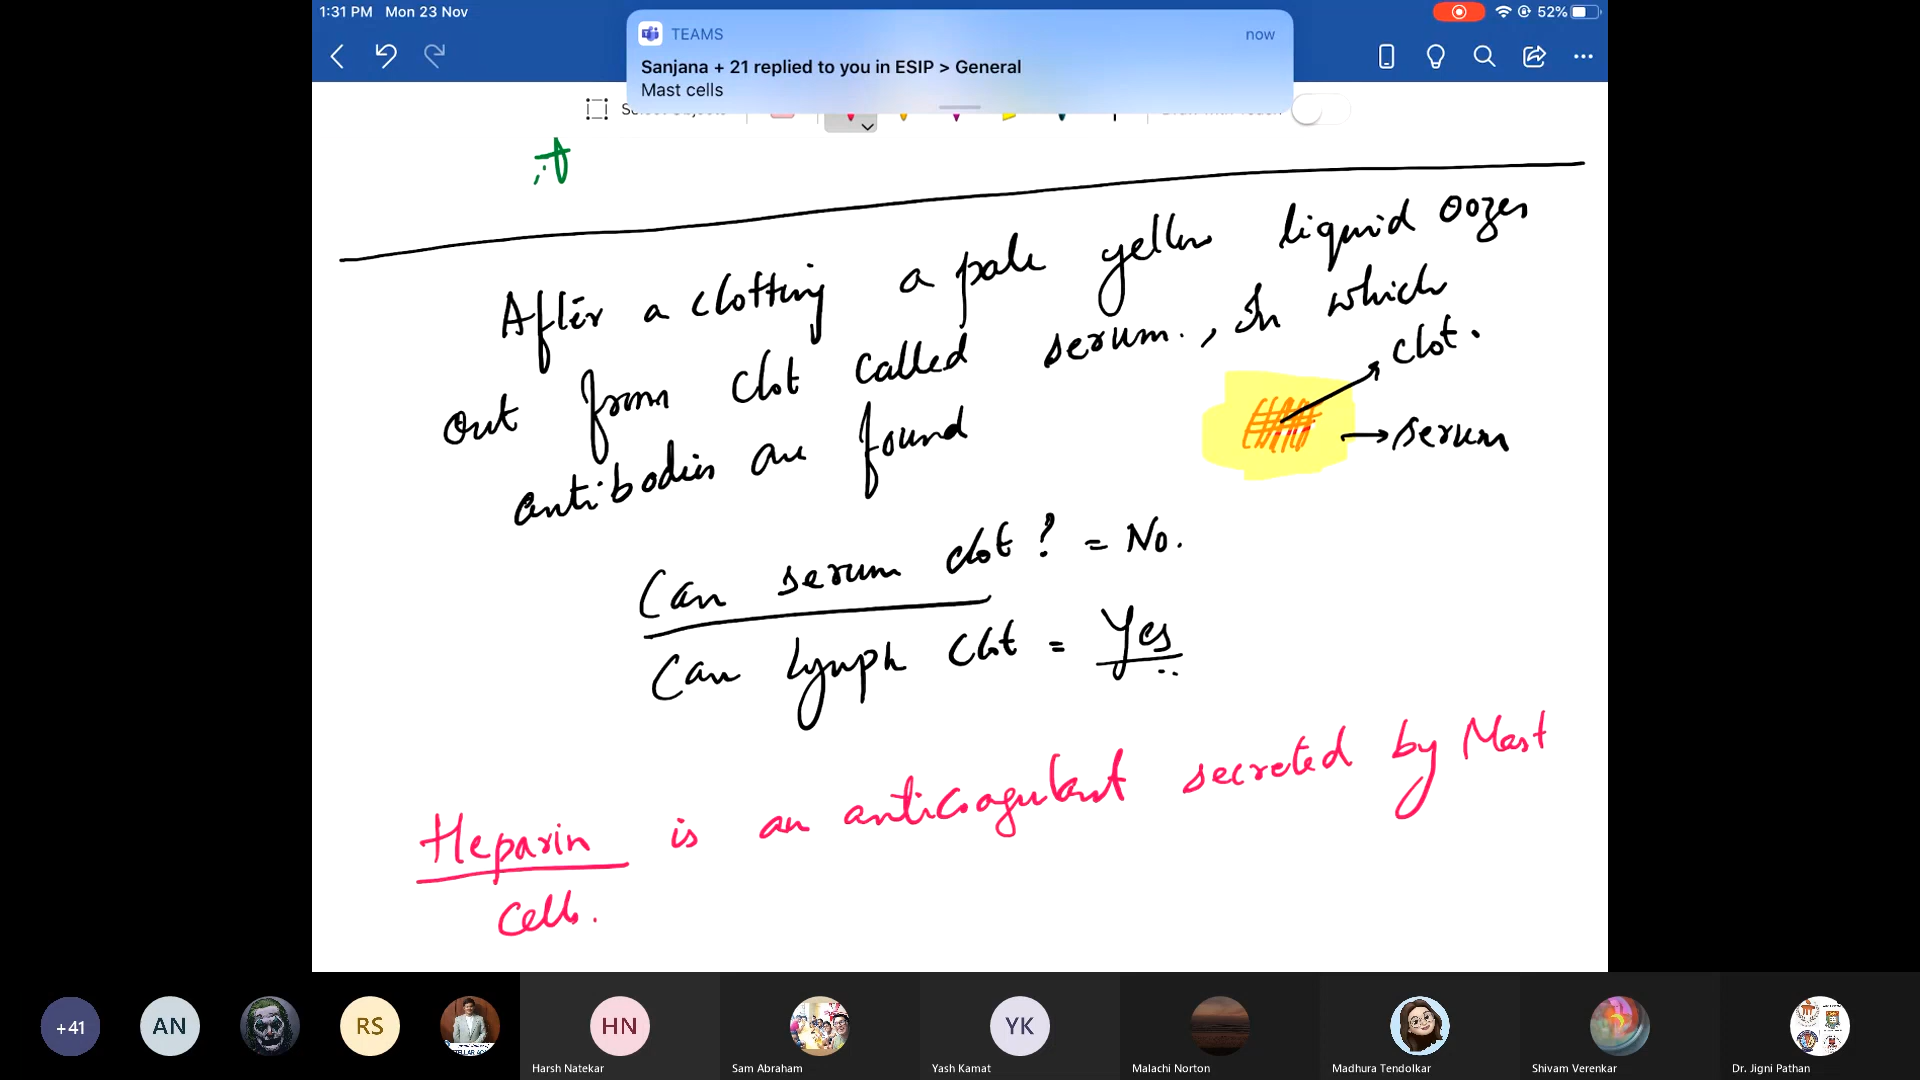 1:31 PM Mon 23 Nov
52%
TEAMS
now
Sanjana + 21 replied to you in ESIP > General
Mast cells
After a clotting a pale yellow liquid oozes
out from clot called serum., In which
antibodies are found
clot.
serum
Can serum clot? = No.
Can lymph clot = Yes
Heparin is an anticoagulant secreted by Mast
Cells.
+41
AN
RS
HN
YK
Harsh Natekar
Sam Abraham
Yash Kamat
Malachi Norton
Madhura Tendolkar
Shivam Verenkar
Dr. Jigni Pathan